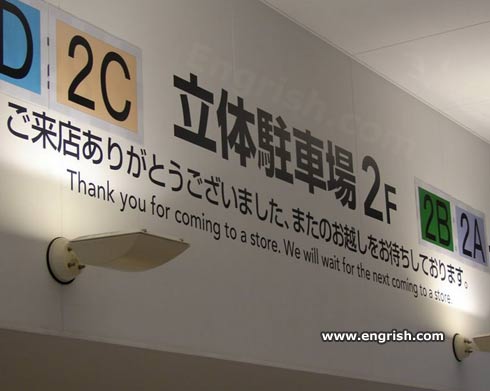 D 2C
立体駐車場 2F
2B 2A
ご来店ありがとうございました、またのお越しをお待ちしております。
Thank you for coming to a store. We will wait for the next coming to a store.
www.engrish.com
engrish.com